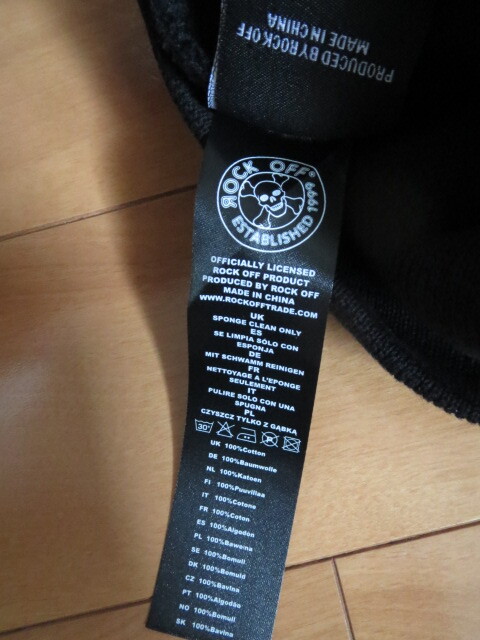 PRODUCED BY ROCK OFF
MADE IN CHINA
ROCK OFF®
ESTABLISHED 1999
OFFICIALLY LICENSED
ROCK OFF PRODUCT
PRODUCED BY ROCK OFF
MADE IN CHINA
WWW.ROCKOFFTRADE.COM
UK
SPONGE CLEAN ONLY
ES
SE LIMPIA SÓLO CON
ESPONJA
DE
MIT SCHWAMM REINIGEN
FR
NETTOYAGE A L'EPONGE
SEULEMENT
IT
PULIRE SOLO CON UNA
SPUGNA
PL
CZYSZCZ TYLKO Z GĄBKĄ
30°
UK 100%Cotton
DE 100%Baumwolle
NL 100%Katoen
FI 100%Puuvillaa
IT 100%Cotone
FR 100%Coton
ES 100%Algodón
PL 100%Bawełna
SE 100%Bomull
DK 100%Bomuld
CZ 100%Bavlna
PT 100%Algodão
NO 100%Bomull
SK 100%Bavlna